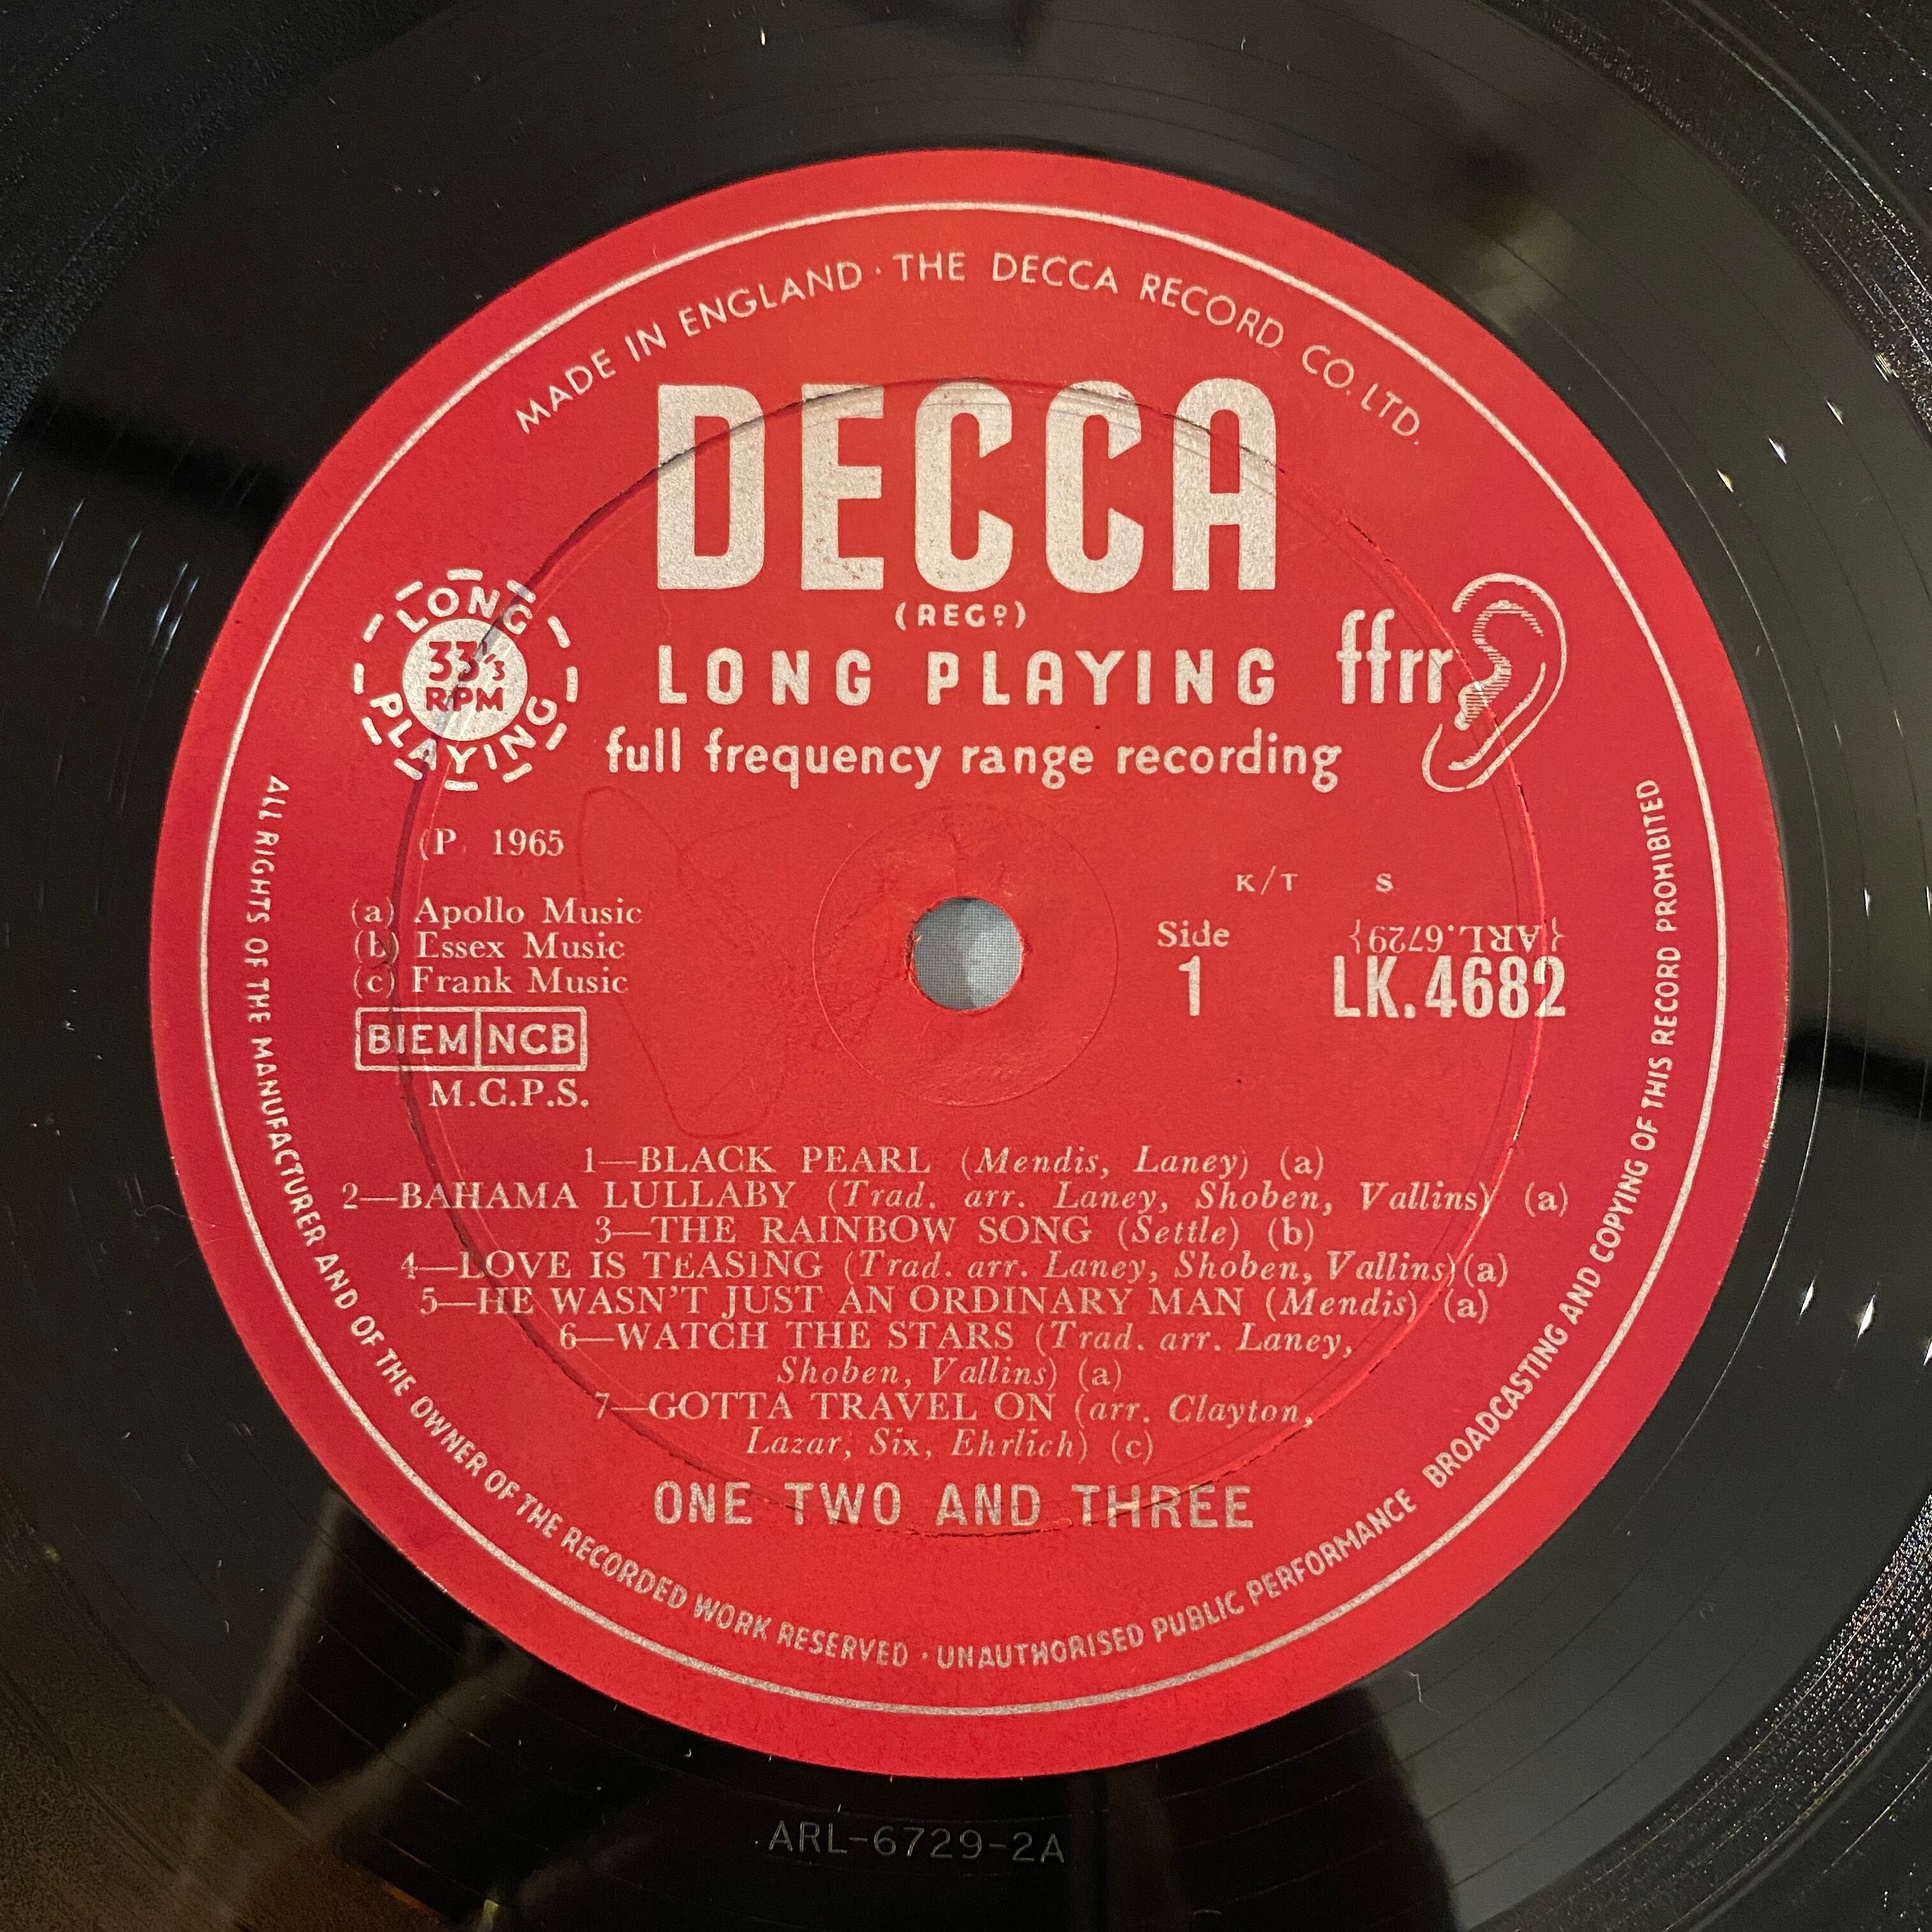 MADE IN ENGLAND · THE DECCA RECORD CO. LTD.
DECCA
(REGD)
LONG PLAYING
33⅓
RPM
LONG PLAYING
ffrr
full frequency range recording
(P 1965
K/T S
(a) Apollo Music
(b) Essex Music
(c) Frank Music
BIEM NCB
M.C.P.S.
Side
1
{ARL.6729}
LK.4682
1—BLACK PEARL (Mendis, Laney) (a)
2—BAHAMA LULLABY (Trad. arr. Laney, Shoben, Vallins) (a)
3—THE RAINBOW SONG (Settle) (b)
4—LOVE IS TEASING (Trad. arr. Laney, Shoben, Vallins) (a)
5—HE WASN'T JUST AN ORDINARY MAN (Mendis) (a)
6—WATCH THE STARS (Trad. arr. Laney,
Shoben, Vallins) (a)
7—GOTTA TRAVEL ON (arr. Clayton,
Lazar, Six, Ehrlich) (c)
ONE TWO AND THREE
ALL RIGHTS OF THE MANUFACTURER AND OF THE OWNER OF THE RECORDED WORK RESERVED · UNAUTHORISED PUBLIC PERFORMANCE BROADCASTING AND COPYING OF THIS RECORD PROHIBITED
ARL-6729-2A